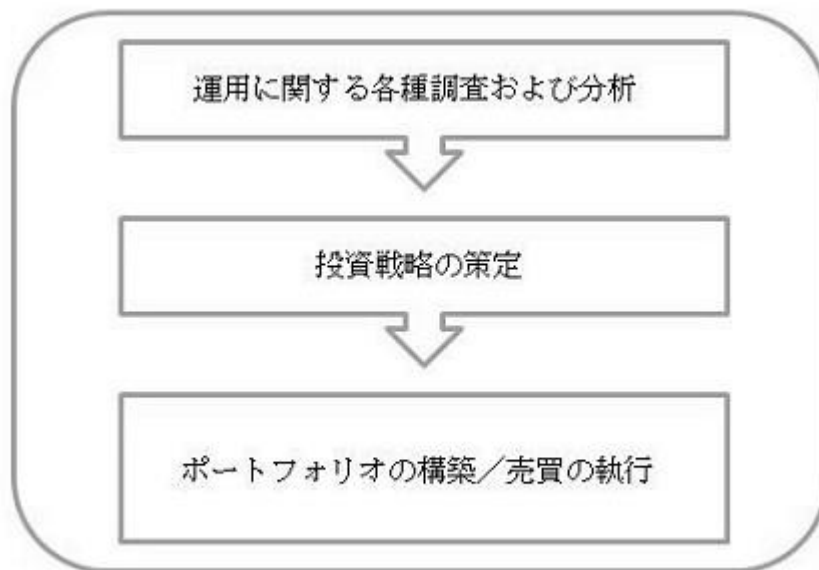 運用に関する各種調査および分析
投資戦略の策定
ポートフォリオの構築／売買の執行